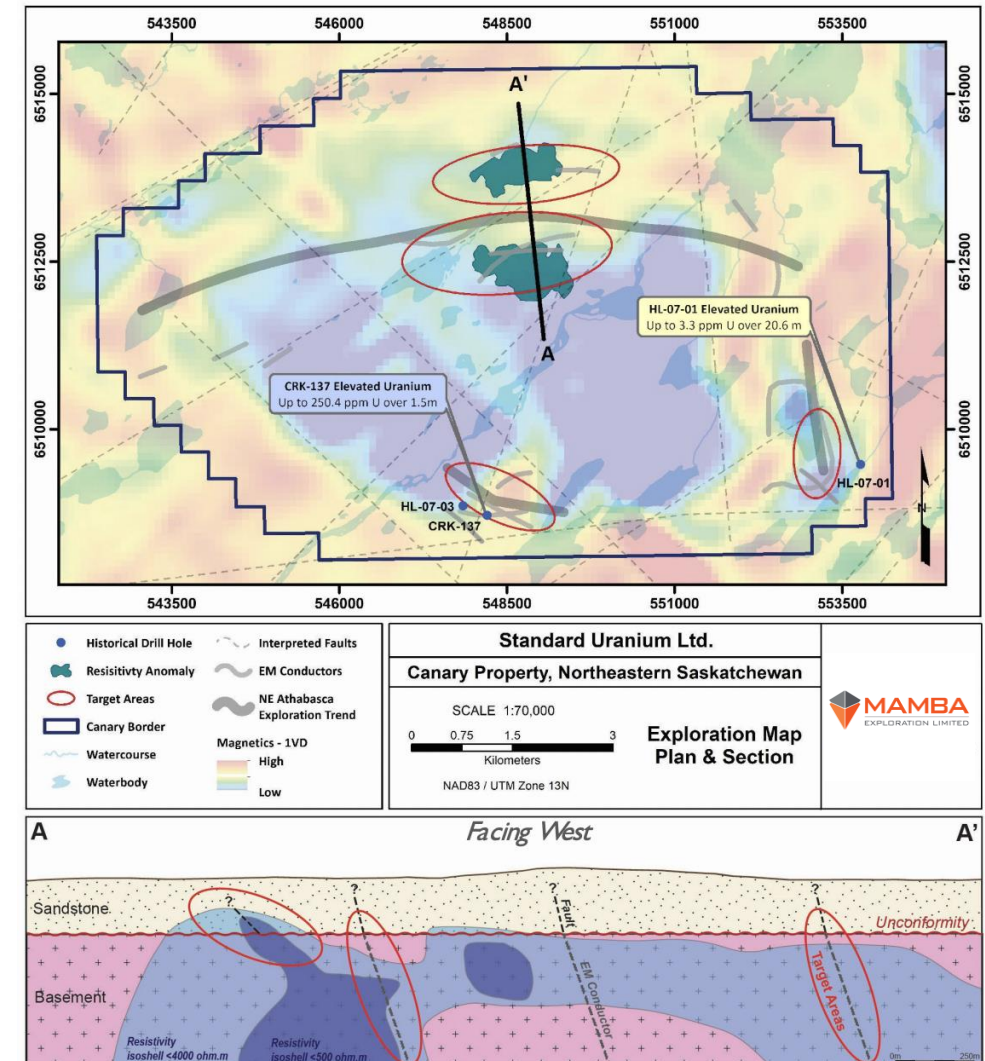 543500 546000 548500 551000 553500
6515000
6515000
A'
6512500
6512500
HL-07-01 Elevated Uranium
Up to 3.3 ppm U over 20.6 m
A
CRK-137 Elevated Uranium
Up to 250.4 ppm U over 1.5m
6510000
6510000
HL-07-01
HL-07-03
CRK-137
N
543500 546000 548500 551000 553500
Historical Drill Hole
Resisitivty Anomaly
Target Areas
Canary Border
Watercourse
Waterbody
Interpreted Faults
EM Conductors
NE Athabasca
Exploration Trend
Magnetics - 1VD
High
Low
Standard Uranium Ltd.
Canary Property, Northeastern Saskatchewan
SCALE 1:70,000
0 0.75 1.5 3
Kilometers
NAD83 / UTM Zone 13N
Exploration Map
Plan & Section
MAMBA
EXPLORATION LIMITED
A
Facing West
A'
? ? ? ?
Sandstone
Fault
Unconformity
Basement
EM Conductor
Target Areas
Resistivity
isoshell <4000 ohm.m
Resistivity
isoshell <500 ohm.m
0m 250m